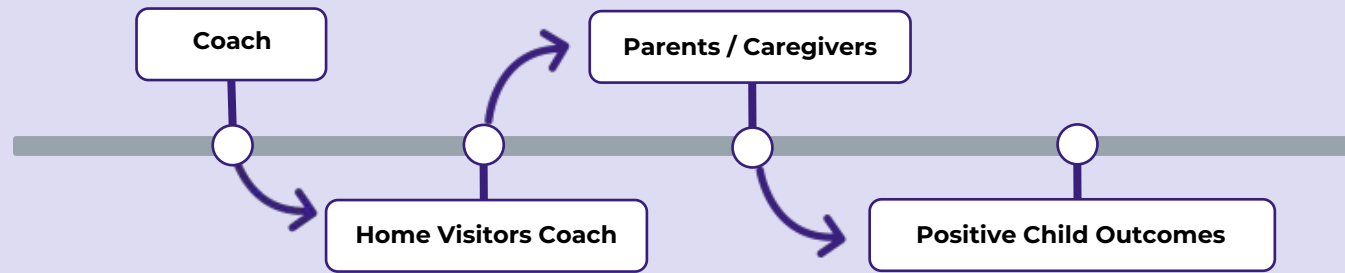 Coach
Home Visitors Coach
Parents / Caregivers
Positive Child Outcomes